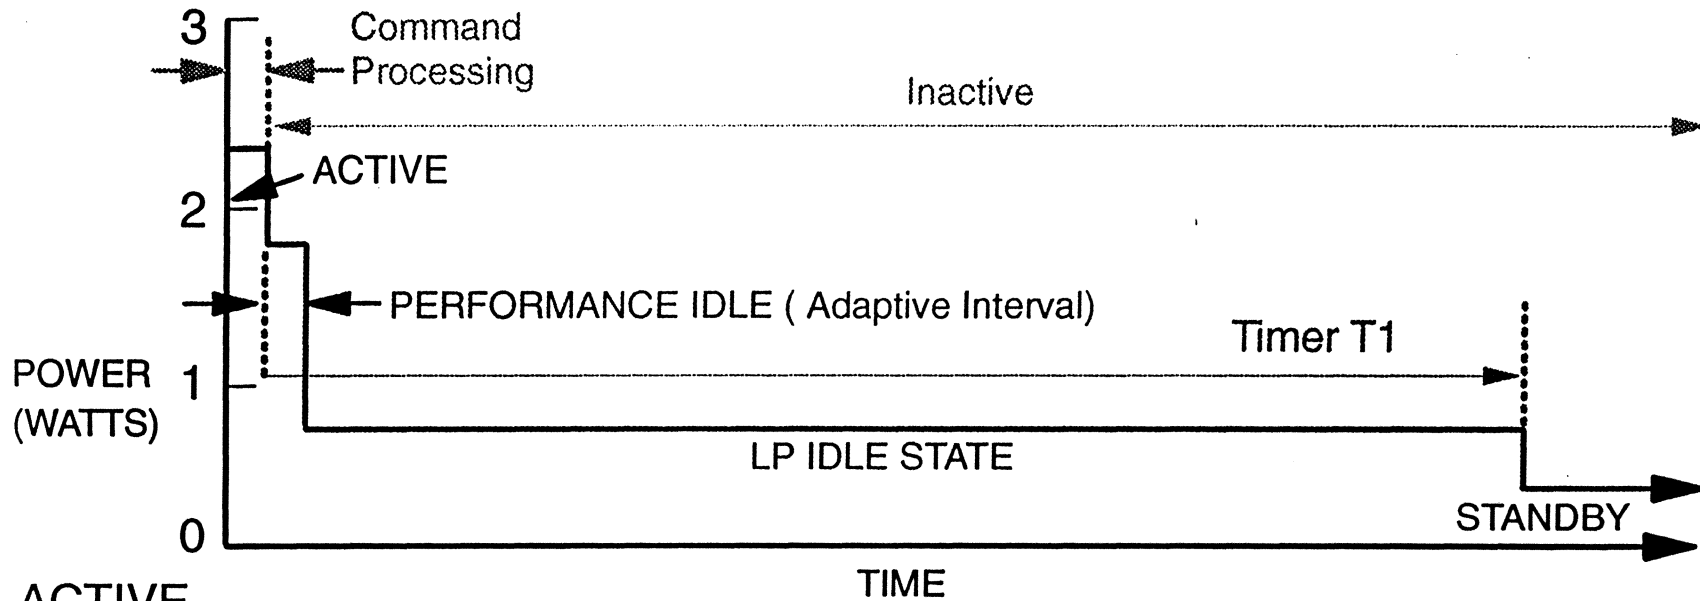 3
Command
Processing
Inactive
ACTIVE
2
PERFORMANCE IDLE ( Adaptive Interval)
Timer T1
POWER
(WATTS)
1
LP IDLE STATE
STANDBY
0
TIME
ACTIVE